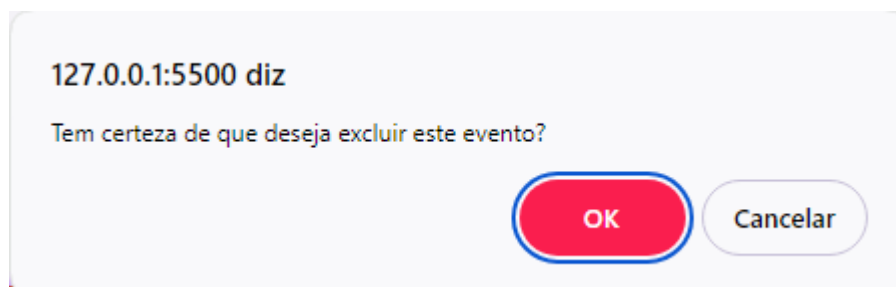 127.0.0.1:5500 diz
Tem certeza de que deseja excluir este evento?
OK
Cancelar